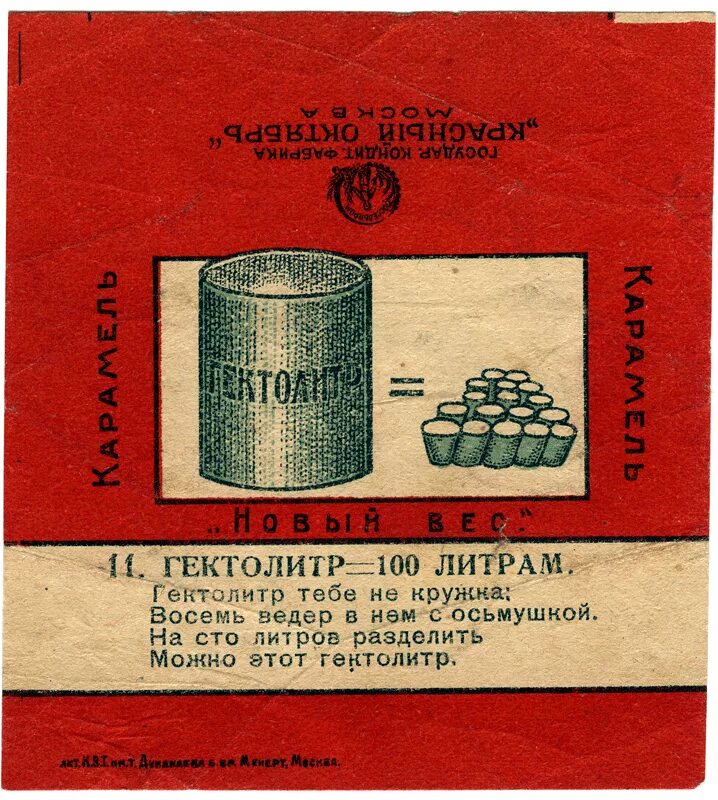 ГОСУДАР. КОНДИТ. ФАБРИКА
"КРАСНЫЙ ОКТЯБРЬ"
МОСКВА
КАРАМЕЛЬ
ГЕКТОЛИТР
=
КАРАМЕЛЬ
„НОВЫЙ ВЕС."
11. ГЕКТОЛИТР=100 ЛИТРАМ.
Гектолитр тебе не кружка:
Восемь ведер в нем с осьмушкой.
На сто литров разделить
Можно этот гектолитр.
Москва.